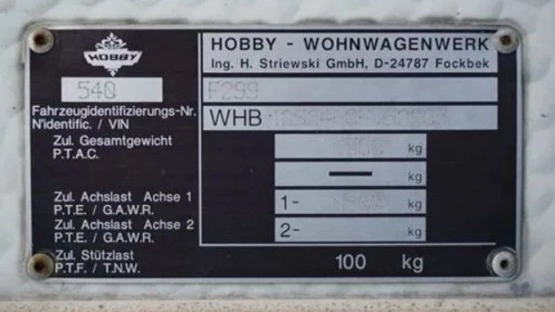 HOBBY
HOBBY - WOHNWAGENWERK
Ing. H. Striewski GmbH, D-24787 Fockbek
540
F299
Fahrzeugidentifizierungs-Nr.
N'identific. / VIN
WHB
Zul. Gesamtgewicht
P.T.A.C.
kg
— kg
Zul. Achslast Achse 1
P.T.E. / G.A.W.R.
1- kg
Zul. Achslast Achse 2
P.T.E. / G.A.W.R.
2- kg
Zul. Stützlast
P.T.F. / T.N.W.
100 kg